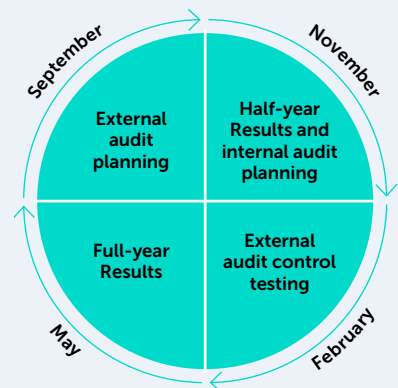 September
November
External
audit
planning
Half-year
Results and
internal audit
planning
Full-year
Results
External
audit control
testing
May
February